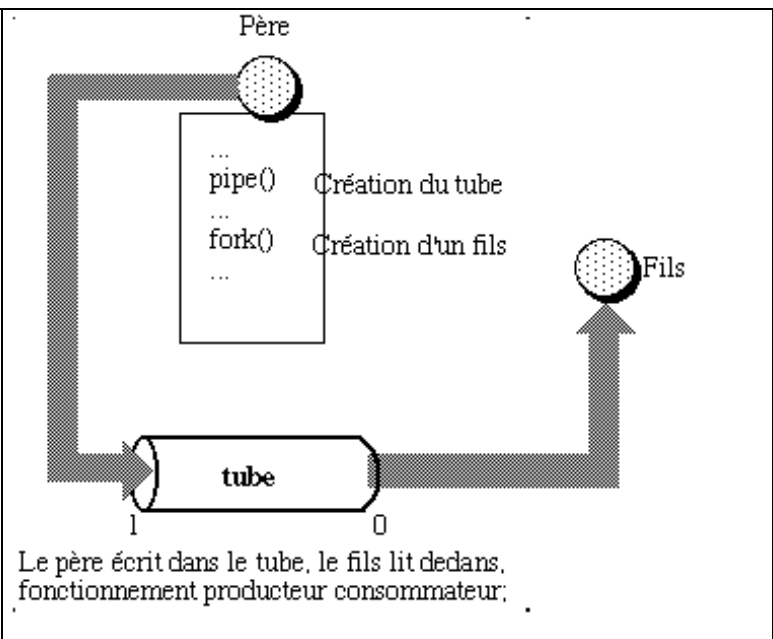 Père
...
pipe() Création du tube
...
fork() Création d'un fils
...
Fils
tube
1 0
Le père écrit dans le tube, le fils lit dedans,
fonctionnement producteur consommateur;